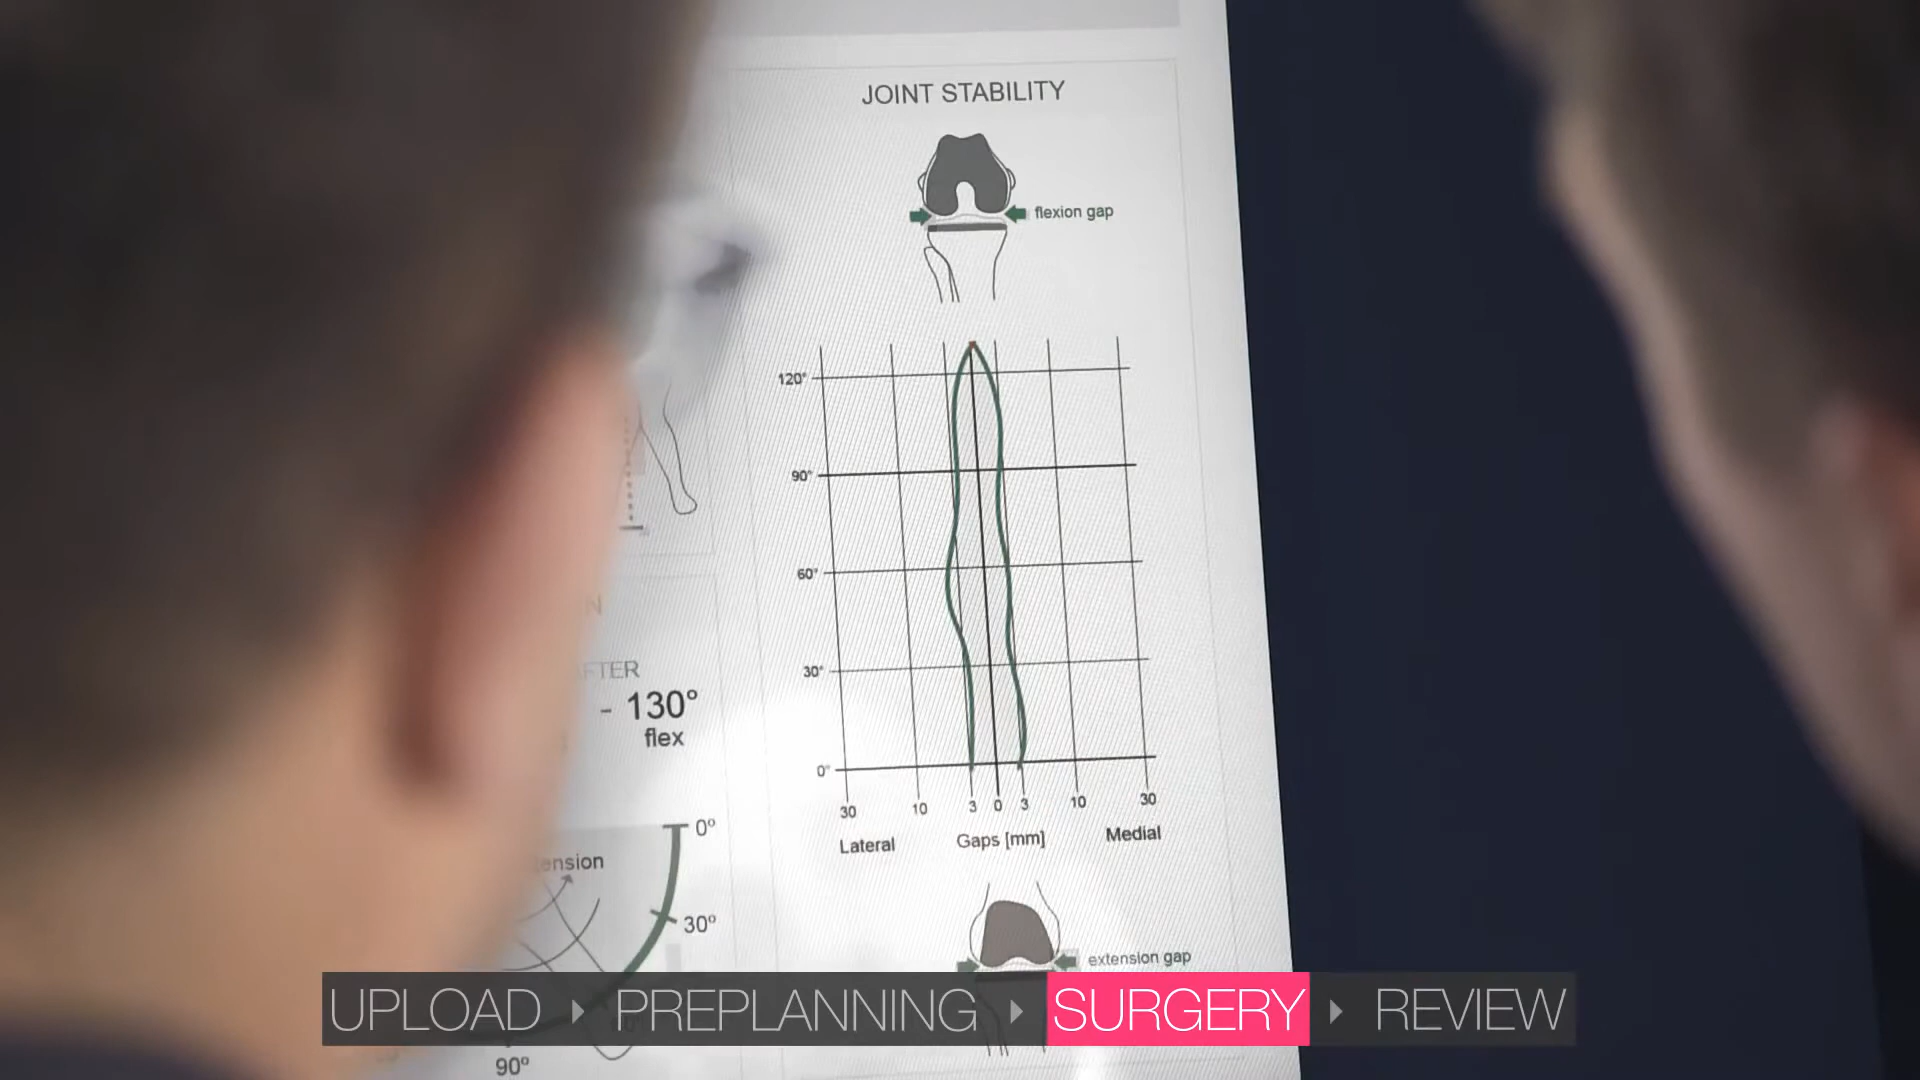 JOINT STABILITY
flexion gap
120°
90°
60°
30°
0°
30 10 3 0 3 10 30
Lateral Gaps [mm] Medial
extension gap
- 130°
flex
0°
30°
90°
UPLOAD PREPLANNING SURGERY REVIEW